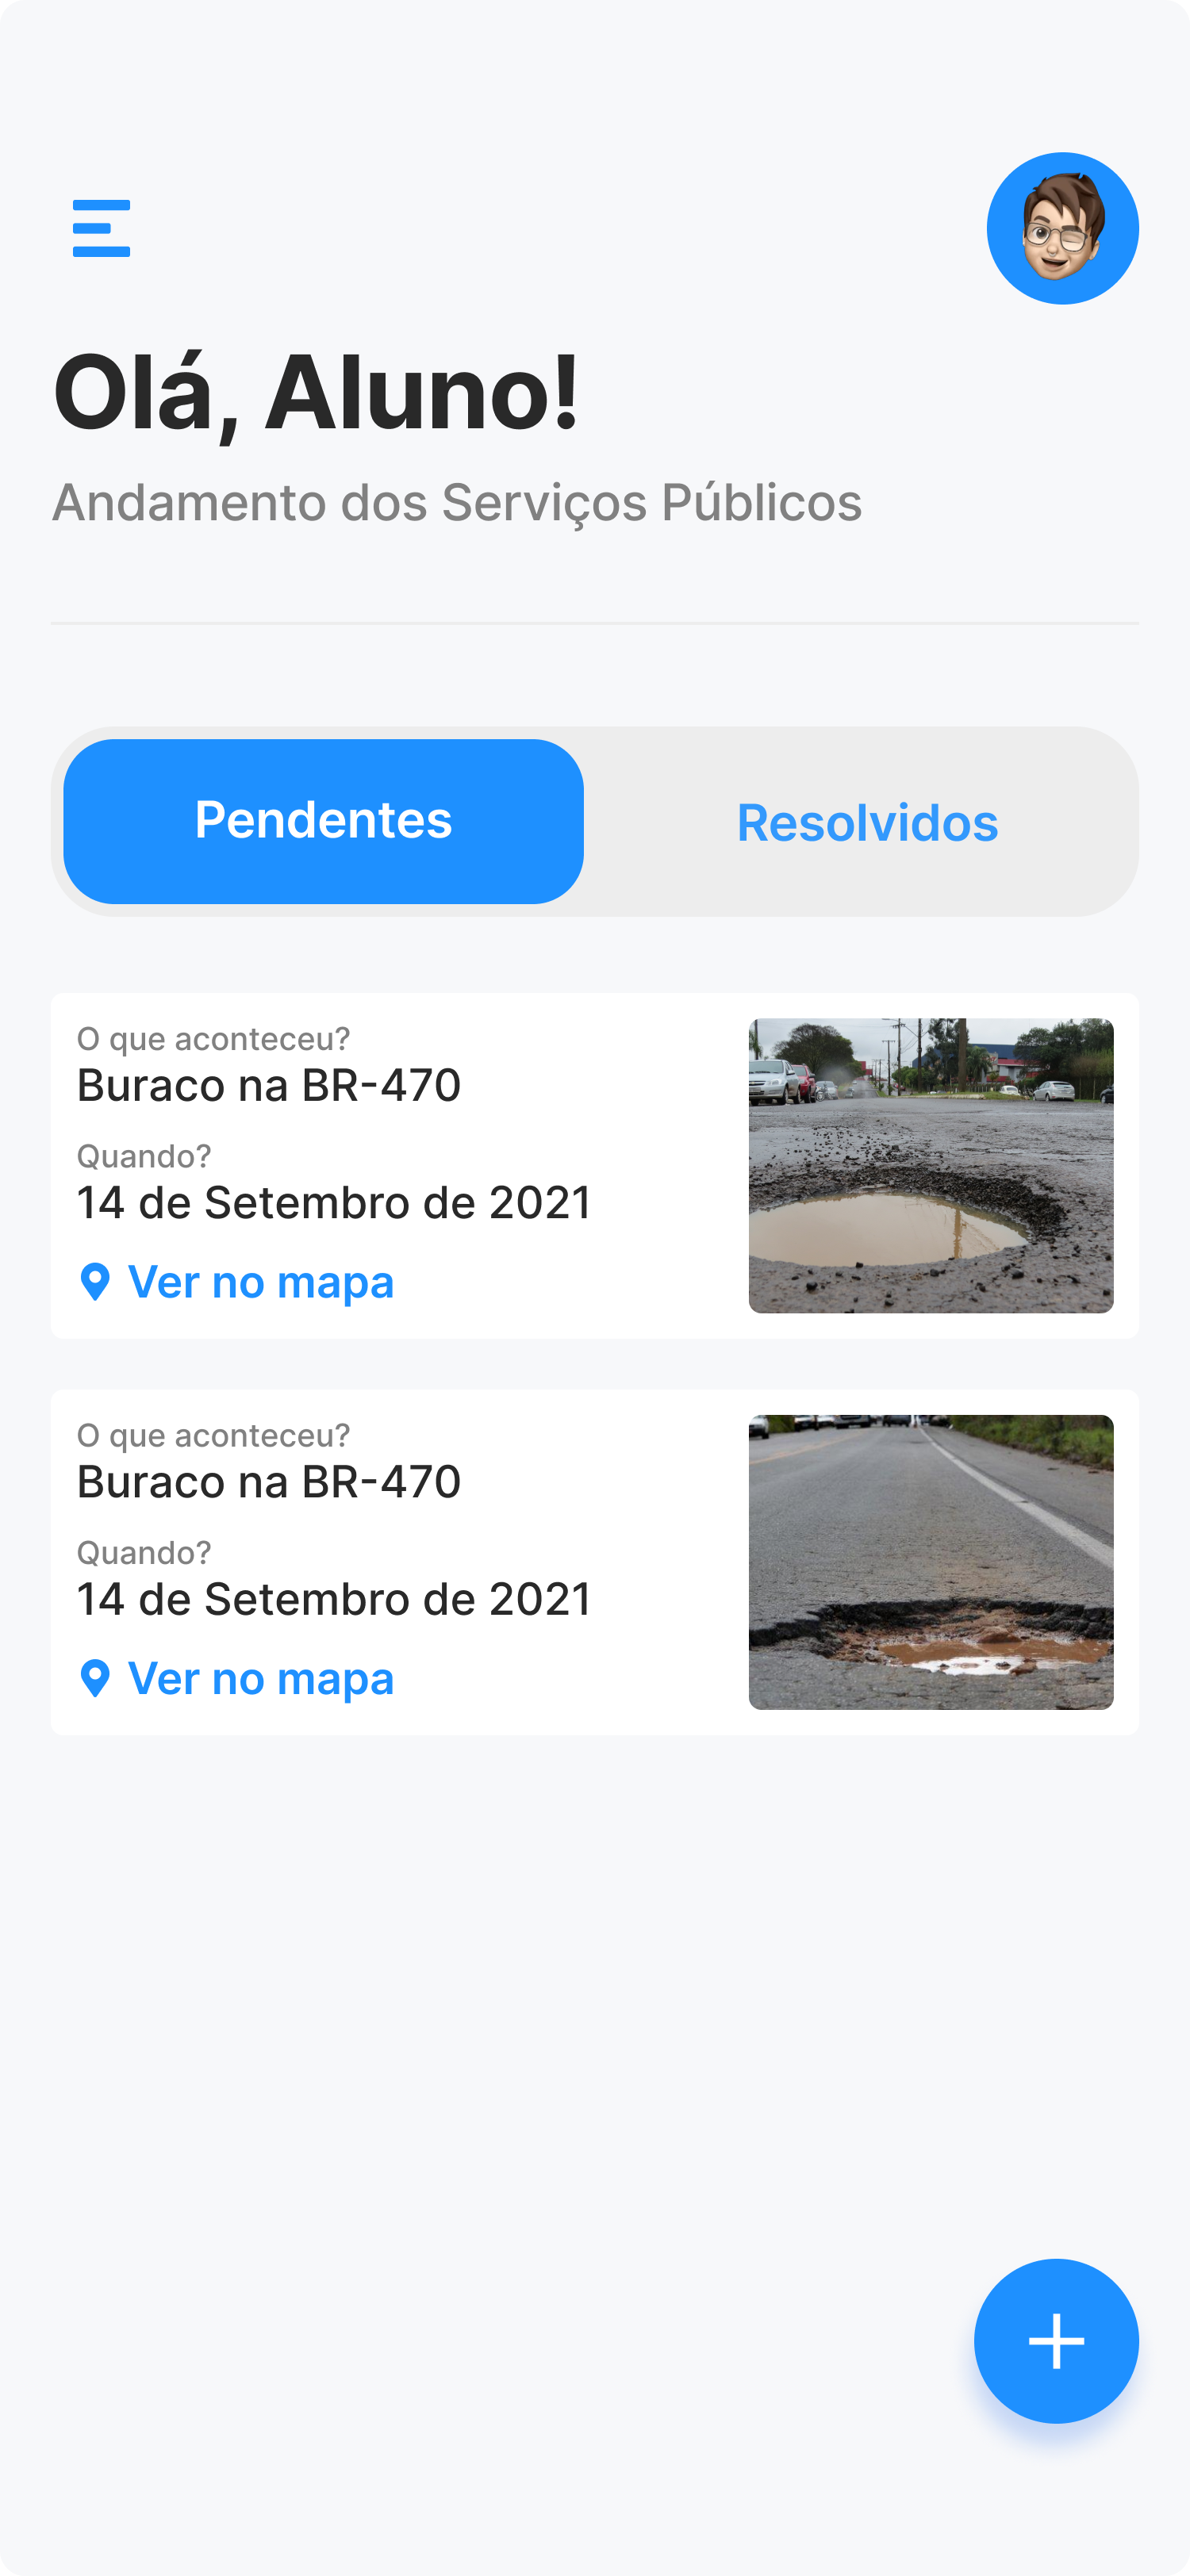 Olá, Aluno!
Andamento dos Serviços Públicos
Pendentes
Resolvidos
O que aconteceu?
Buraco na BR-470
Quando?
14 de Setembro de 2021
Ver no mapa
O que aconteceu?
Buraco na BR-470
Quando?
14 de Setembro de 2021
Ver no mapa